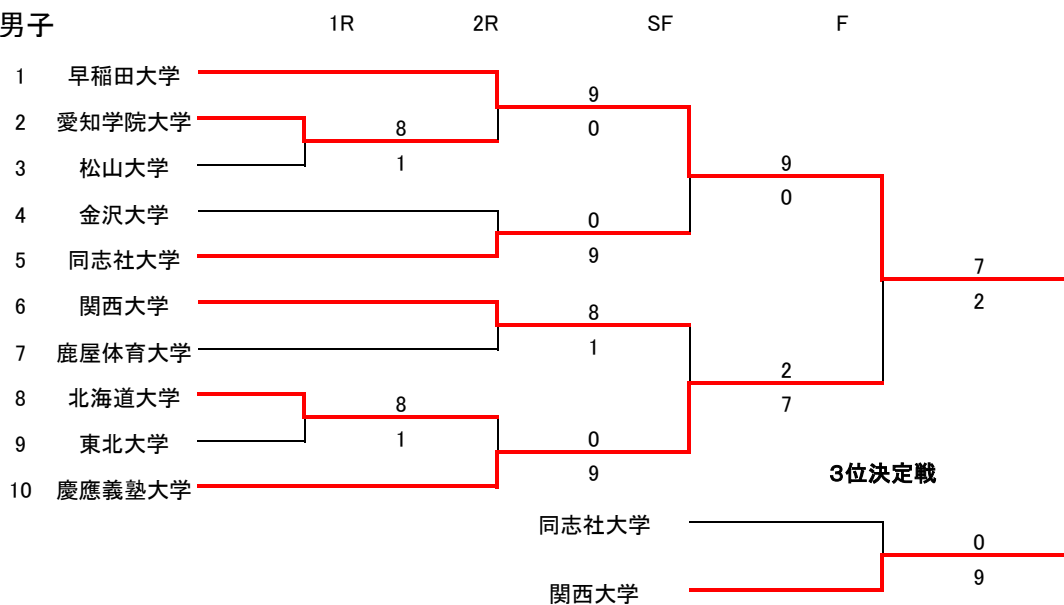 男子 1R 2R SF F
1 早稲田大学
9
2 愛知学院大学
8 0
3 松山大学 1
9
0
4 金沢大学
0
5 同志社大学 9
7
6 関西大学 8 2
7 鹿屋体育大学 1
2
8 北海道大学 8 7
9 東北大学 1 0
9 3位決定戦
10 慶應義塾大学
同志社大学
0
9
関西大学